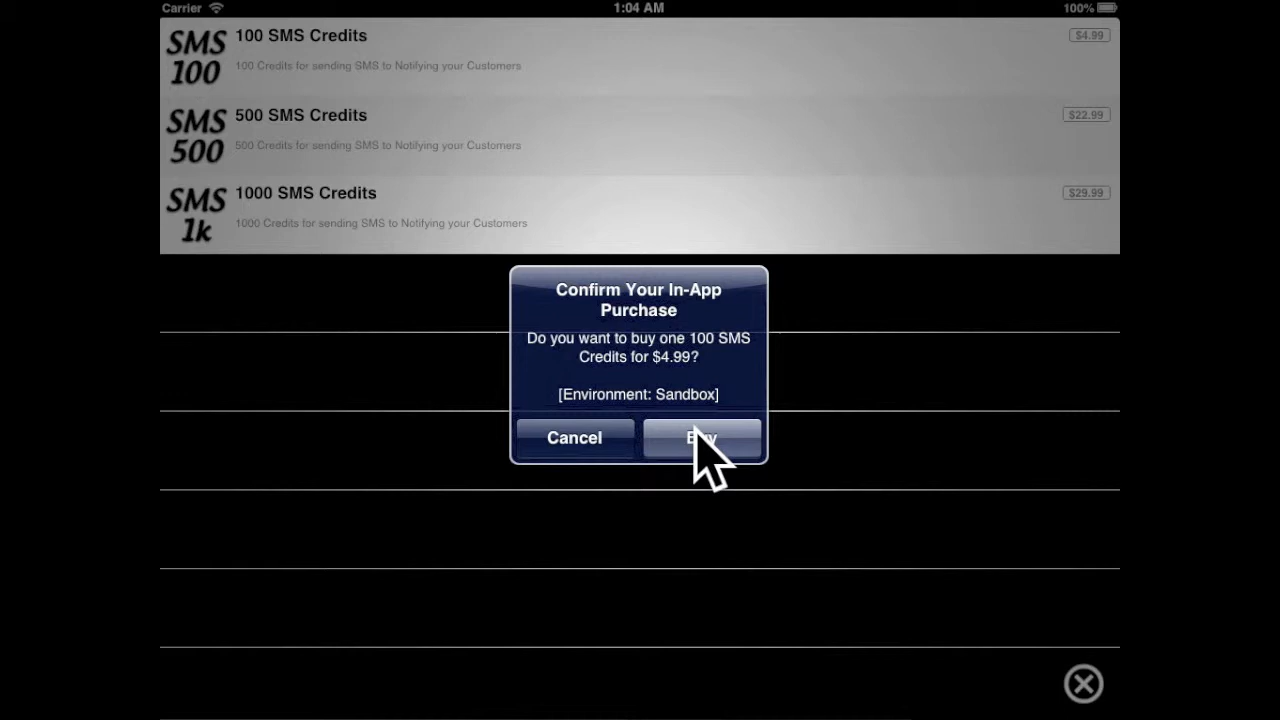 Carrier
1:04 AM
100%
SMS
100
100 SMS Credits
$4.99
100 Credits for sending SMS to Notifying your Customers
SMS
500
500 SMS Credits
$22.99
500 Credits for sending SMS to Notifying your Customers
SMS
1k
1000 SMS Credits
$29.99
1000 Credits for sending SMS to Notifying your Customers
Confirm Your In-App
Purchase
Do you want to buy one 100 SMS
Credits for $4.99?
[Environment: Sandbox]
Cancel